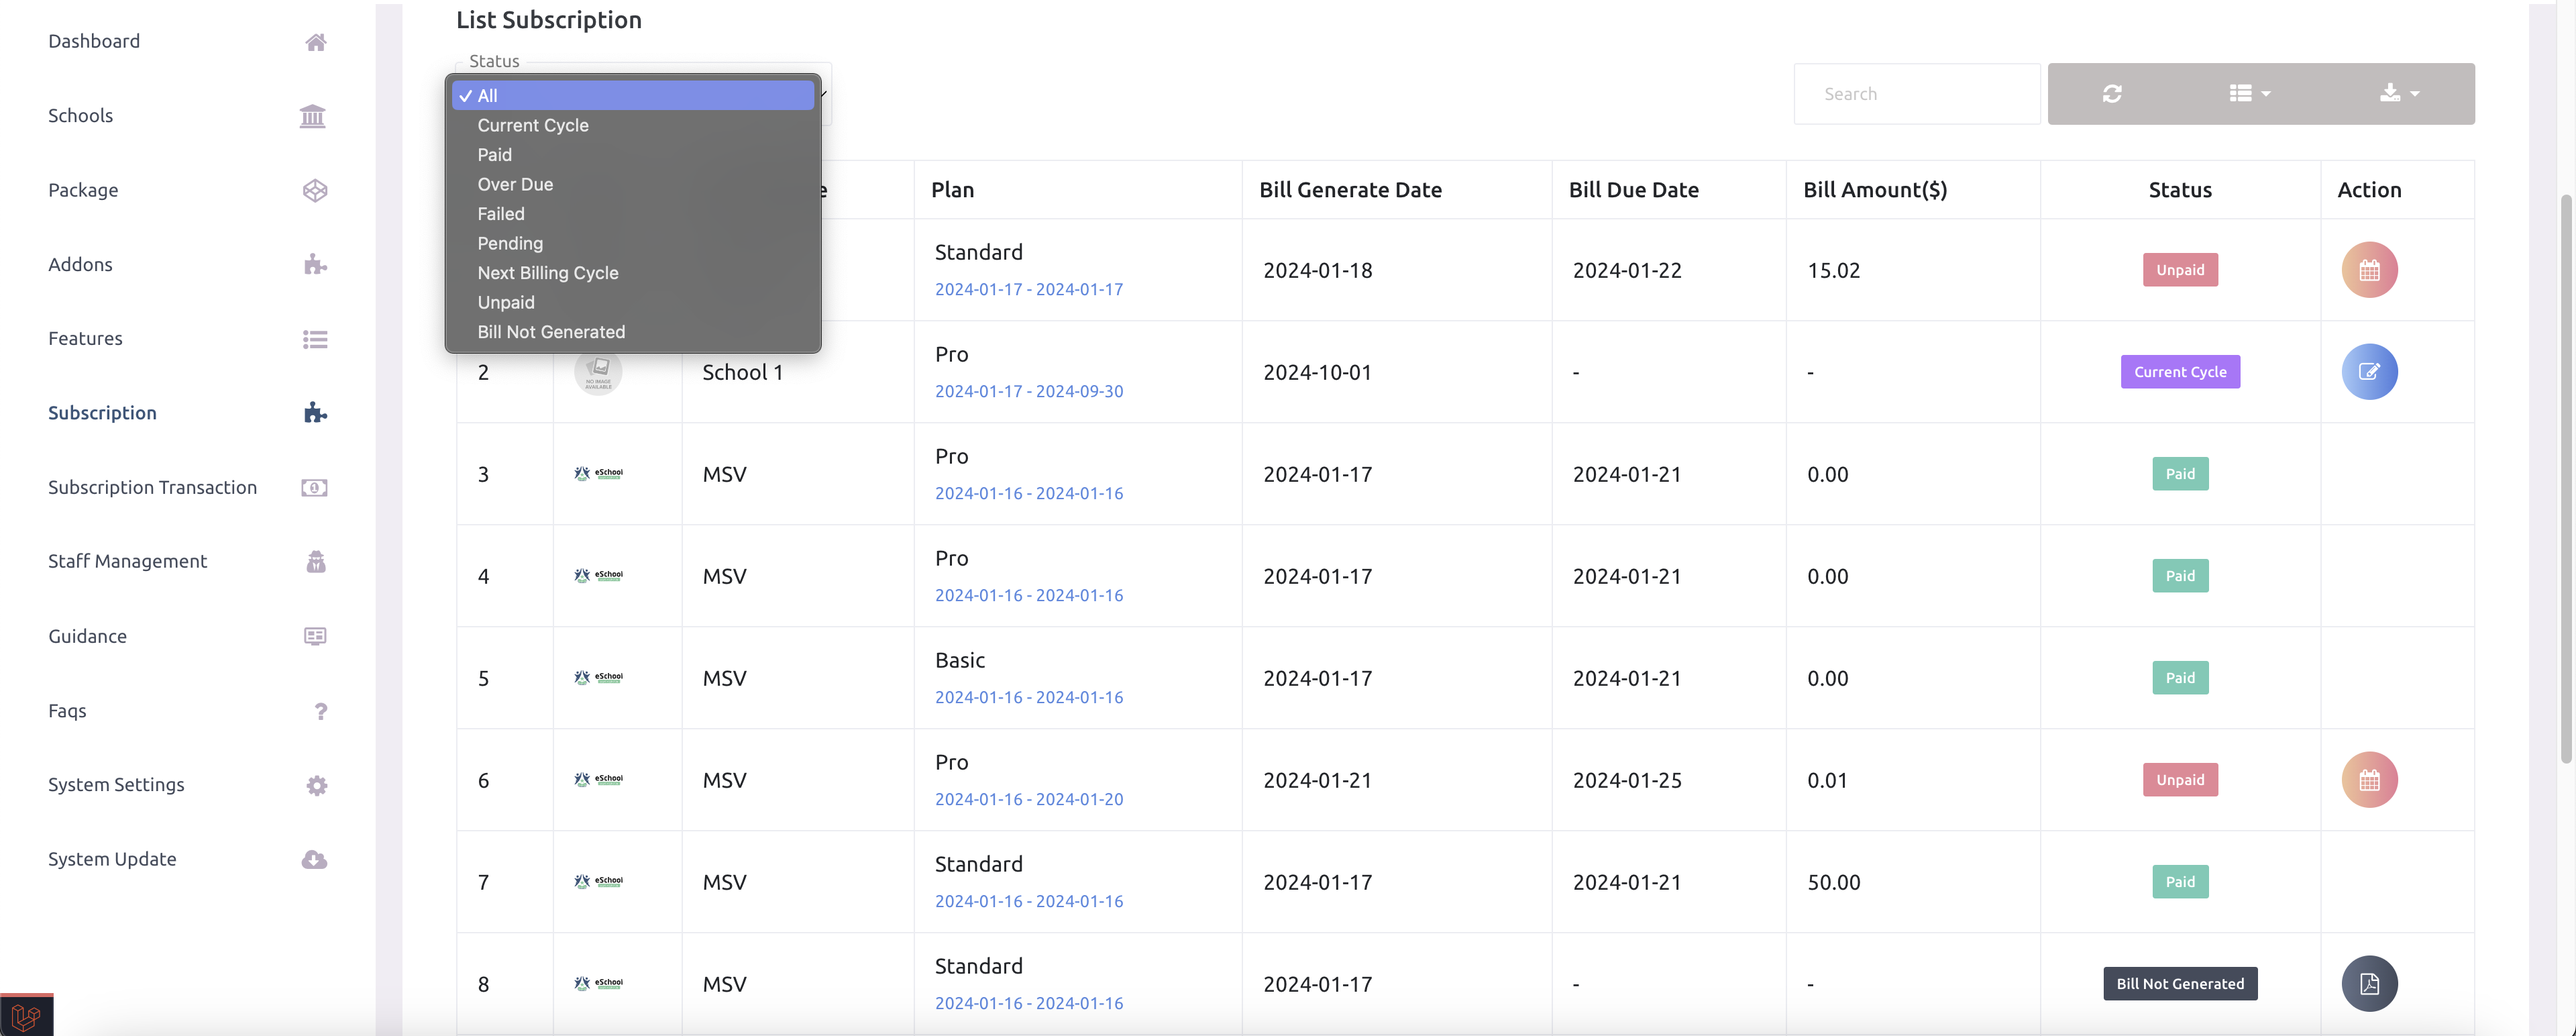 Dashboard
Schools
Package
Addons
Features
Subscription
Subscription Transaction
Staff Management
Guidance
Faqs
System Settings
System Update
List Subscription
Status
✓ All
Current Cycle
Paid
Over Due
Failed
Pending
Next Billing Cycle
Unpaid
Bill Not Generated
Search
Plan Bill Generate Date Bill Due Date Bill Amount($) Status Action
Standard
2024-01-17 - 2024-01-17
2024-01-18 2024-01-22 15.02 Unpaid
2 NO IMAGE AVAILABLE School 1
Pro
2024-01-17 - 2024-09-30
2024-10-01 - - Current Cycle
3 eSchool MSV
Pro
2024-01-16 - 2024-01-16
2024-01-17 2024-01-21 0.00 Paid
4 eSchool MSV
Pro
2024-01-16 - 2024-01-16
2024-01-17 2024-01-21 0.00 Paid
5 eSchool MSV
Basic
2024-01-16 - 2024-01-16
2024-01-17 2024-01-21 0.00 Paid
6 eSchool MSV
Pro
2024-01-16 - 2024-01-20
2024-01-21 2024-01-25 0.01 Unpaid
7 eSchool MSV
Standard
2024-01-16 - 2024-01-16
2024-01-17 2024-01-21 50.00 Paid
8 eSchool MSV
Standard
2024-01-16 - 2024-01-16
2024-01-17 - - Bill Not Generated